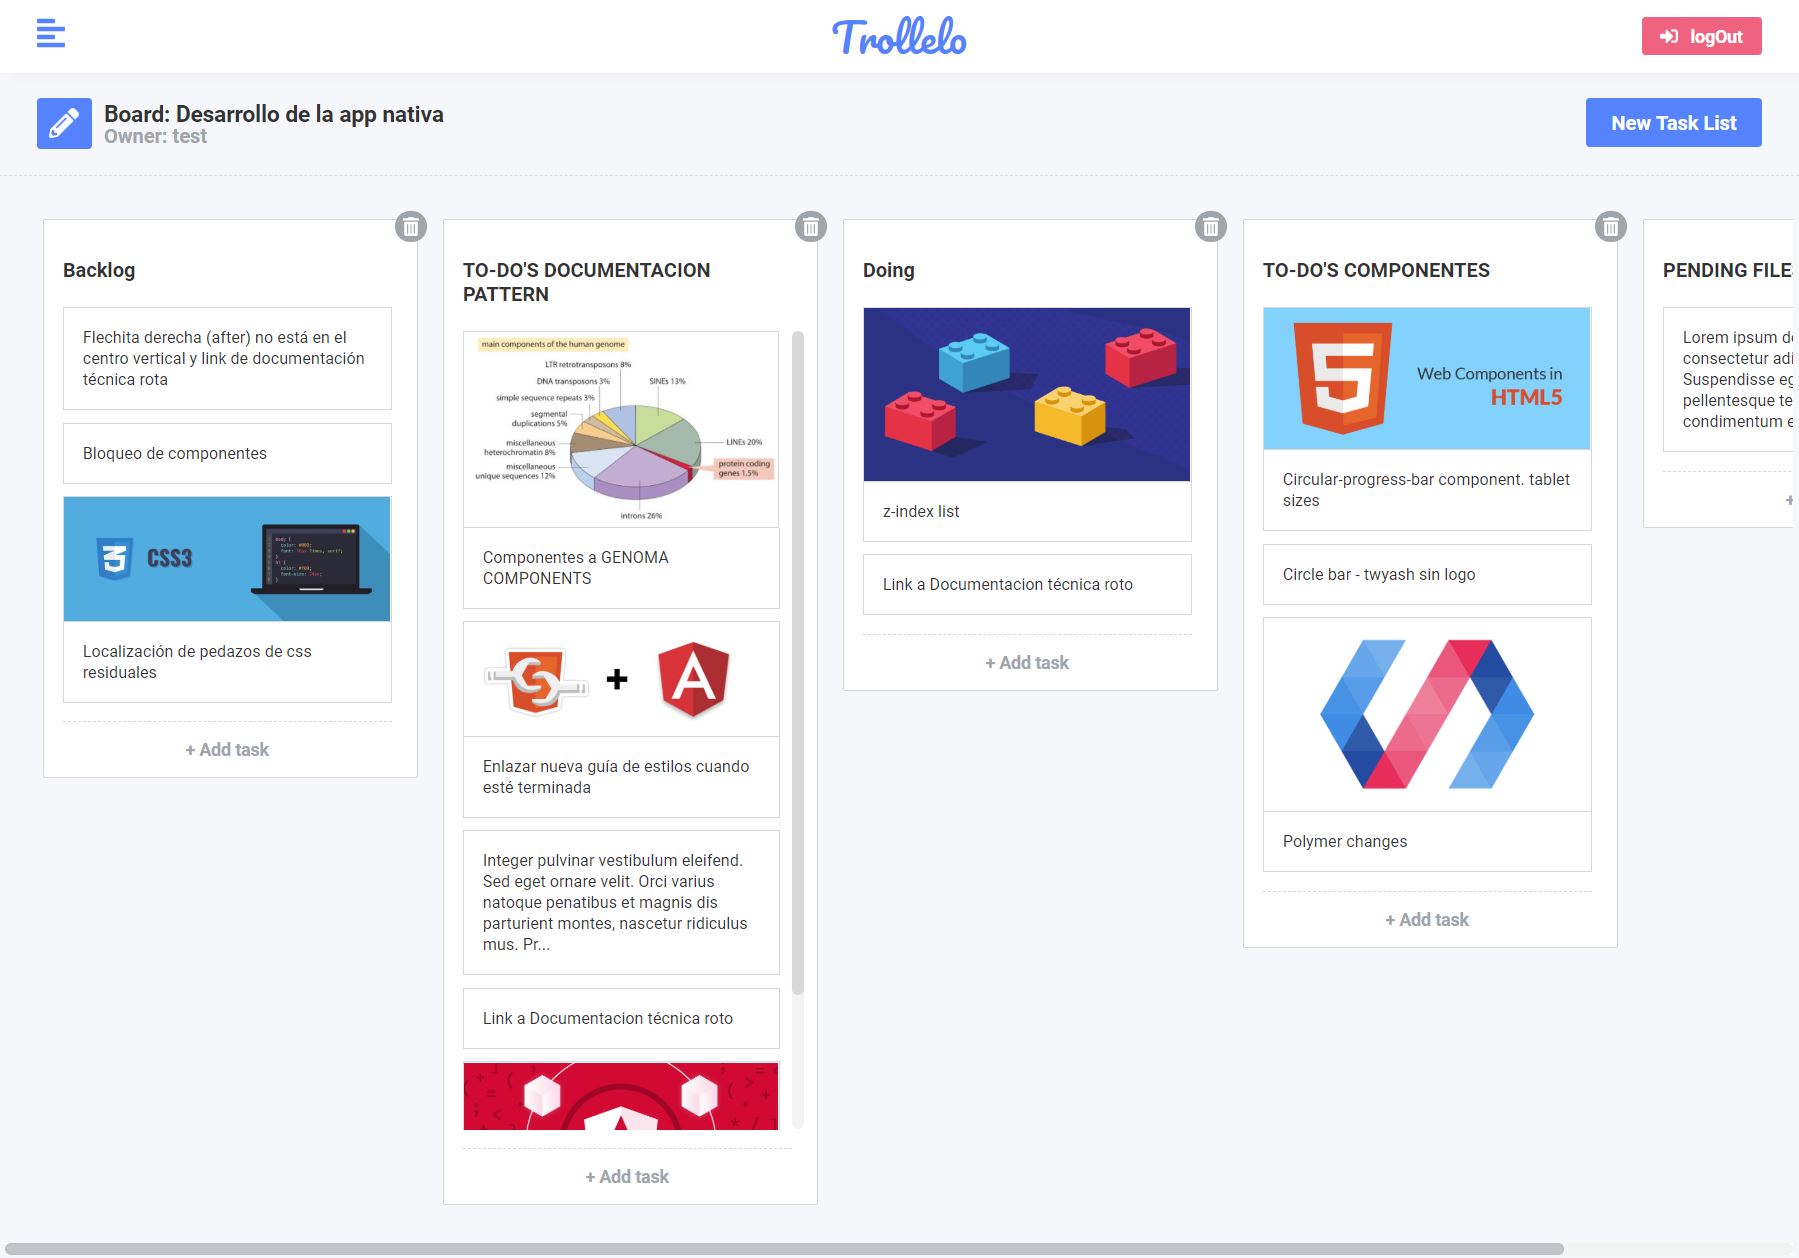 Trollelo
logOut
Board: Desarrollo de la app nativa
Owner: test
New Task List
Backlog
Flechita derecha (after) no está en el
centro vertical y link de documentación
técnica rota
Bloqueo de componentes
CSS3
Localización de pedazos de css
residuales
+ Add task
TO-DO'S DOCUMENTACION
PATTERN
main components of the human genome
LTR retrotransposons 8%
DNA transposons 3%
SINEs 13%
simple sequence repeats 3%
segmental
duplications 5%
miscellaneous
heterochromatin 8%
LINEs 20%
miscellaneous
unique sequences 12%
protein coding
genes 1.5%
introns 26%
Componentes a GENOMA
COMPONENTS
+
Enlazar nueva guía de estilos cuando
esté terminada
Integer pulvinar vestibulum eleifend.
Sed eget ornare velit. Orci varius
natoque penatibus et magnis dis
parturient montes, nascetur ridiculus
mus. Pr...
Link a Documentacion técnica roto
+ Add task
Doing
z-index list
Link a Documentacion técnica roto
+ Add task
TO-DO'S COMPONENTES
Web Components in
HTML5
Circular-progress-bar component. tablet
sizes
Circle bar - twyash sin logo
Polymer changes
+ Add task
PENDING FILE
Lorem ipsum d
consectetur adi
Suspendisse eg
pellentesque te
condimentum e
+